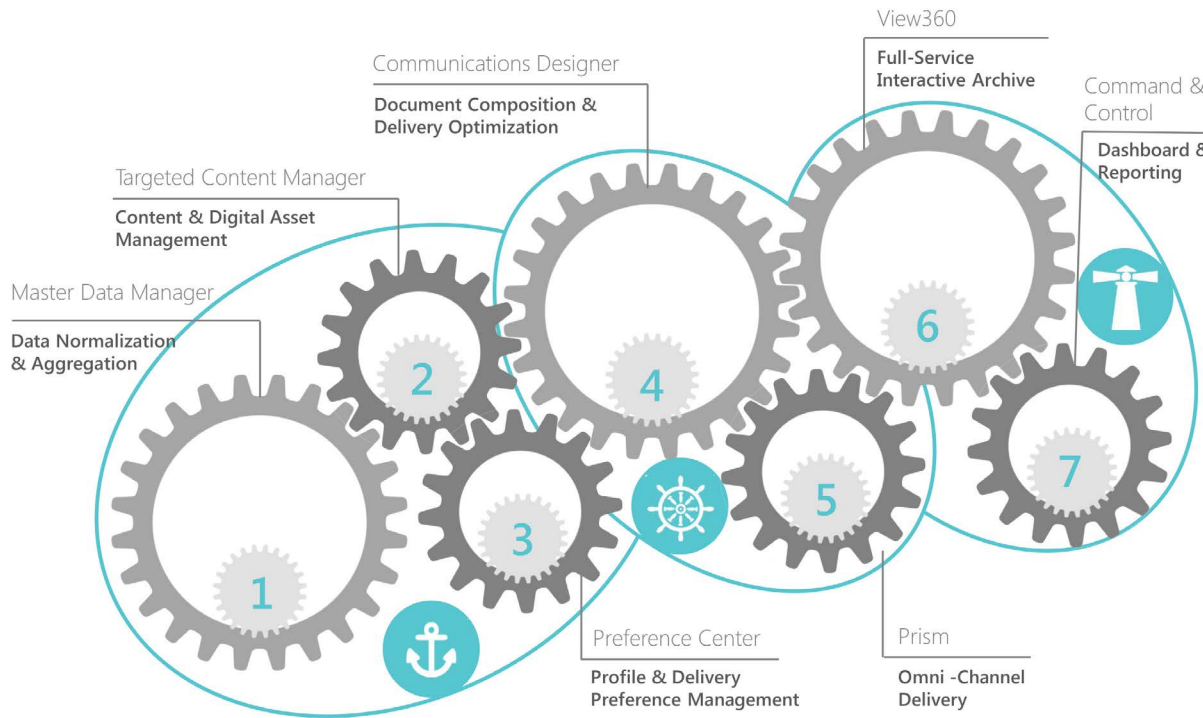 View360
Full-Service
Interactive Archive
Communications Designer
Document Composition &
Delivery Optimization
Command &
Control
Dashboard &
Reporting
Targeted Content Manager
Content & Digital Asset
Management
Master Data Manager
Data Normalization
& Aggregation
1
2
3
4
5
6
7
Preference Center
Profile & Delivery
Preference Management
Prism
Omni -Channel
Delivery